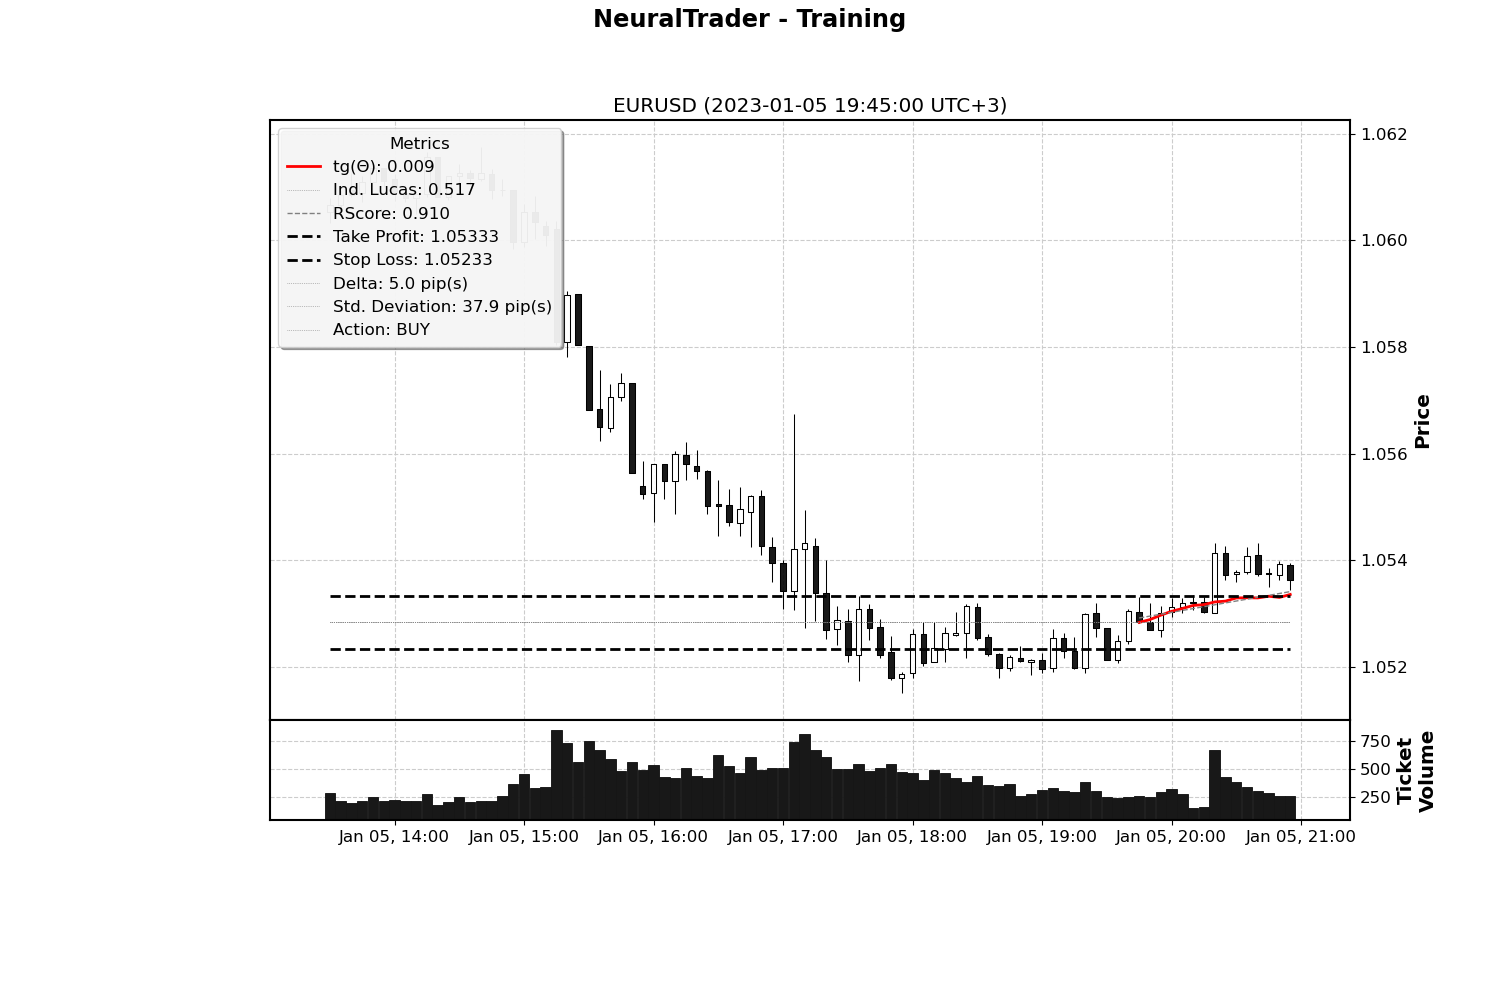 NeuralTrader - Training
EURUSD (2023-01-05 19:45:00 UTC+3)
Metrics
tg(Θ): 0.009
Ind. Lucas: 0.517
RScore: 0.910
Take Profit: 1.05333
Stop Loss: 1.05233
Delta: 5.0 pip(s)
Std. Deviation: 37.9 pip(s)
Action: BUY
1.062
1.060
1.058
1.056
1.054
1.052
Price
750
500
250
Ticket
Volume
Jan 05, 14:00
Jan 05, 15:00
Jan 05, 16:00
Jan 05, 17:00
Jan 05, 18:00
Jan 05, 19:00
Jan 05, 20:00
Jan 05, 21:00